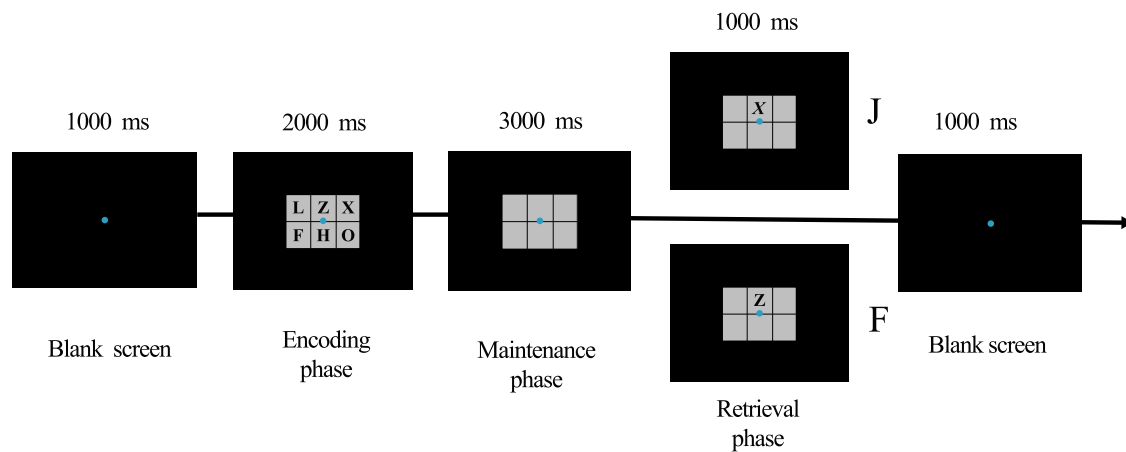 1000 ms
Blank screen
2000 ms
L Z X
F H O
Encoding
phase
3000 ms
Maintenance
phase
1000 ms
X
J
Z
F
Retrieval
phase
1000 ms
Blank screen